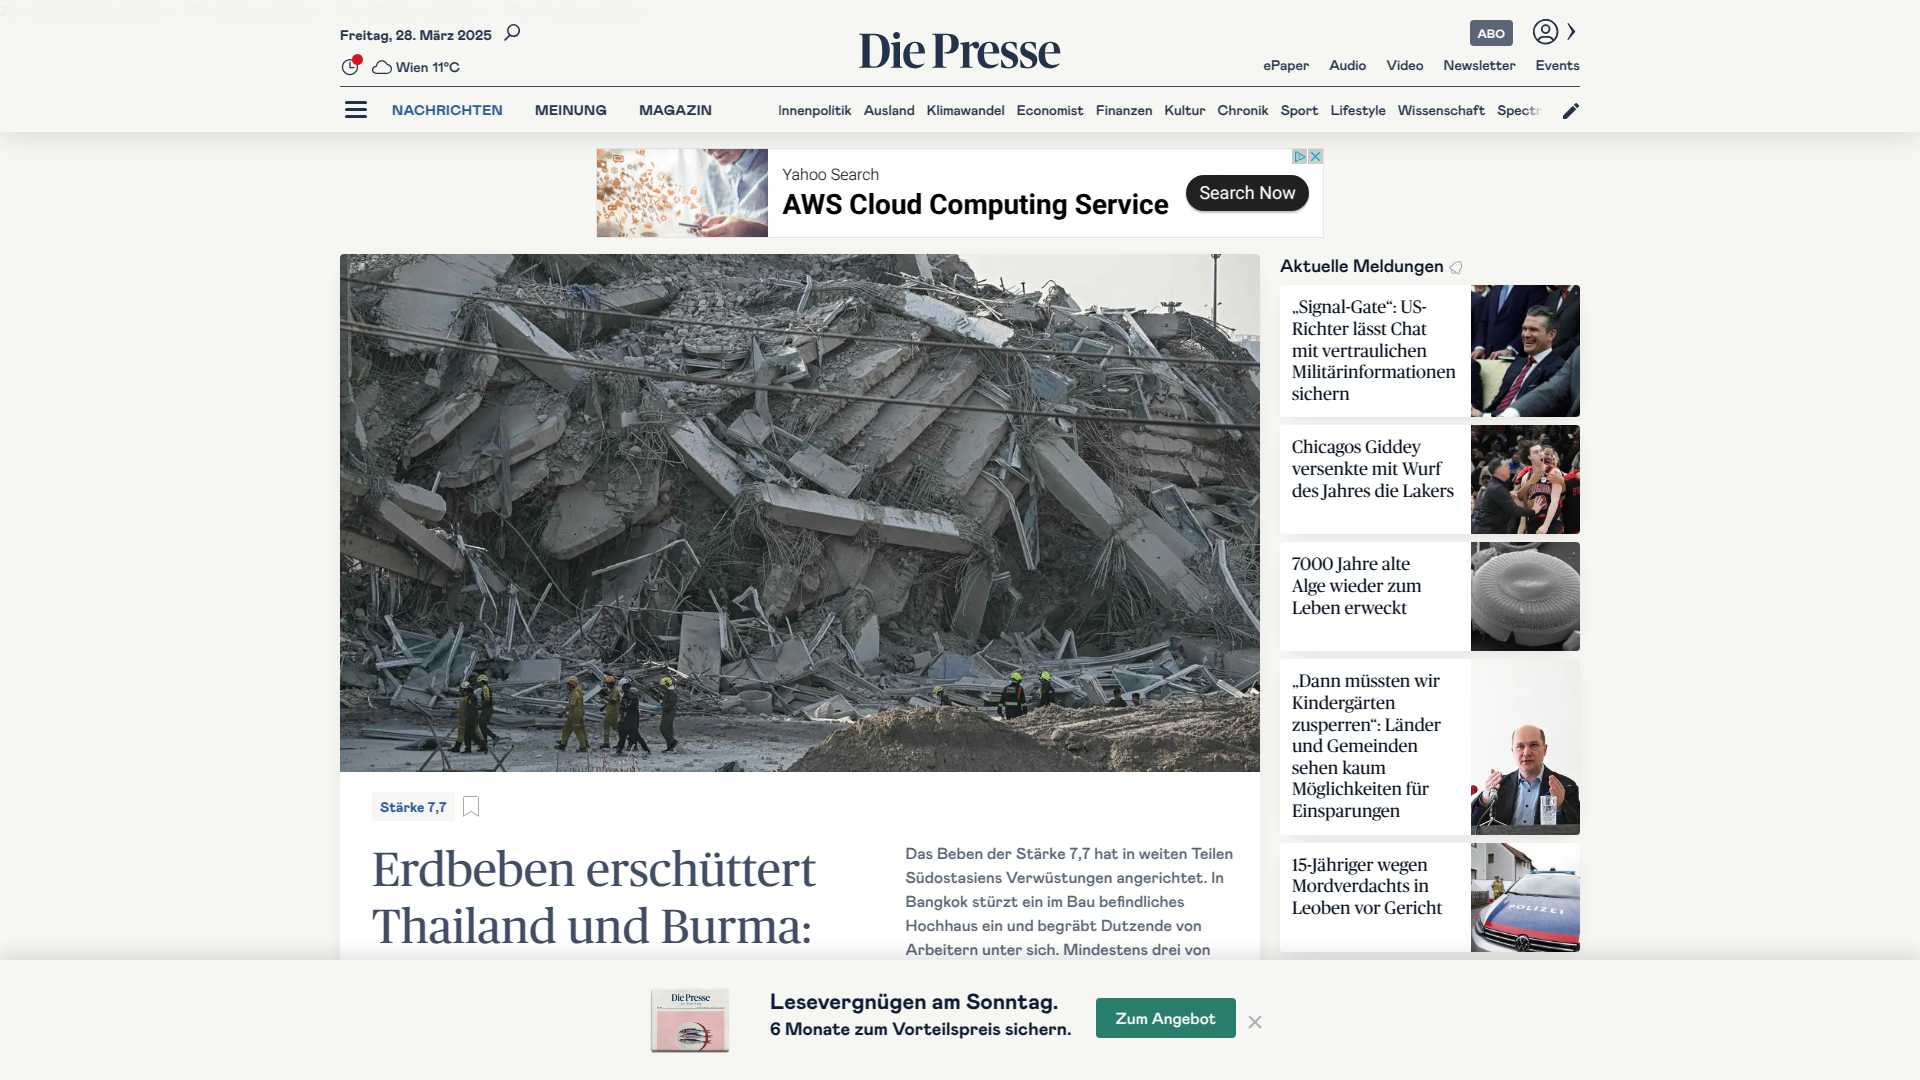 Freitag, 28. März 2025
Wien 11°C
Die Presse
ABO
ePaper Audio Video Newsletter Events
NACHRICHTEN MEINUNG MAGAZIN
Innenpolitik Ausland Klimawandel Economist Finanzen Kultur Chronik Sport Lifestyle Wissenschaft Spectr
Yahoo Search
AWS Cloud Computing Service
Search Now
Stärke 7,7
Erdbeben erschüttert
Thailand und Burma:
Das Beben der Stärke 7,7 hat in weiten Teilen
Südostasiens Verwüstungen angerichtet. In
Bangkok stürzt ein im Bau befindliches
Hochhaus ein und begräbt Dutzende von
Arbeitern unter sich. Mindestens drei von
Aktuelle Meldungen
„Signal-Gate“: US-
Richter lässt Chat
mit vertraulichen
Militärinformationen
sichern
Chicagos Giddey
versenkte mit Wurf
des Jahres die Lakers
7000 Jahre alte
Alge wieder zum
Leben erweckt
„Dann müssten wir
Kindergärten
zusperren“: Länder
und Gemeinden
sehen kaum
Möglichkeiten für
Einsparungen
15-Jähriger wegen
Mordverdachts in
Leoben vor Gericht
POLIZEI
Die Presse
Lesevergnügen am Sonntag.
6 Monate zum Vorteilspreis sichern.
Zum Angebot